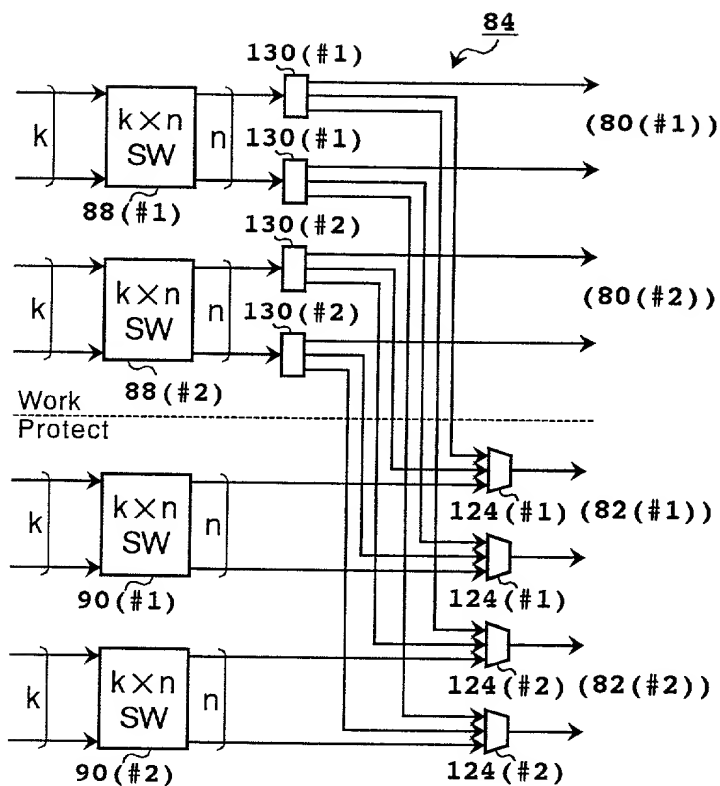 84
130(#1)
k
k×n
SW
n
130(#1)
(80(#1))
88(#1)
130(#2)
k
k×n
SW
n
130(#2)
(80(#2))
88(#2)
Work
Protect
k
k×n
SW
n
124(#1) (82(#1))
90(#1)
124(#1)
k
k×n
SW
n
124(#2) (82(#2))
90(#2)
124(#2)